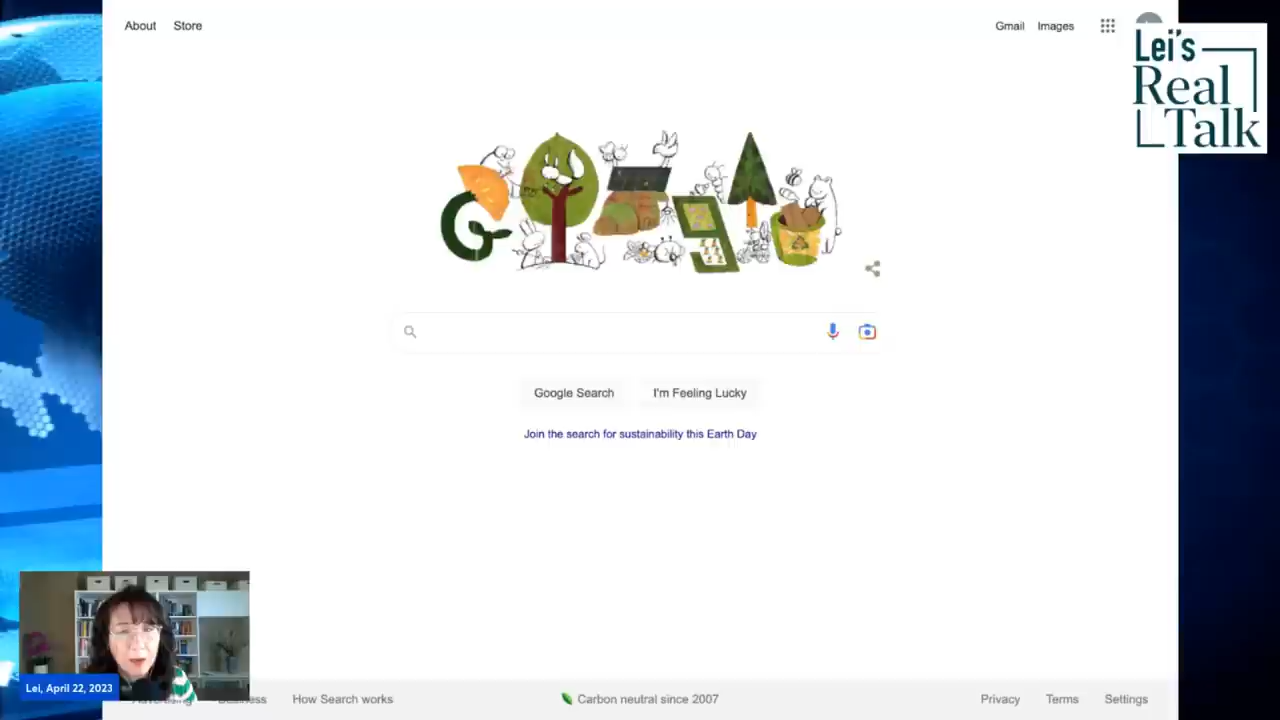 About Store
Gmail Images
Lei's
Real
Talk
Google Search
I'm Feeling Lucky
Join the search for sustainability this Earth Day
Lei, April 22, 2023
How Search works
Carbon neutral since 2007
Privacy Terms Settings